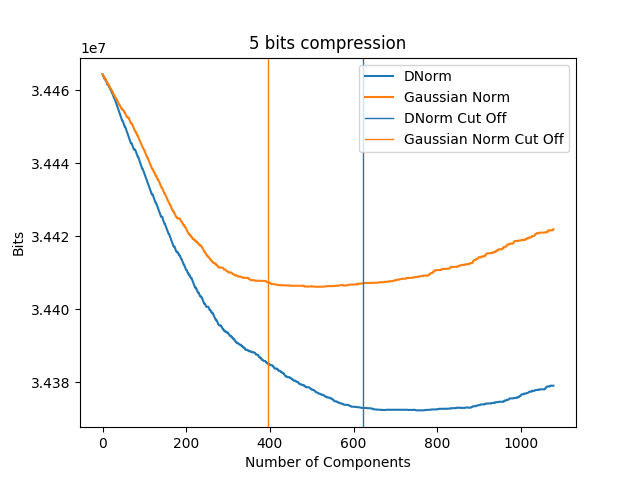 5 bits compression
1e7
3.446
3.444
3.442
3.440
3.438
Bits
DNorm
Gaussian Norm
DNorm Cut Off
Gaussian Norm Cut Off
0 200 400 600 800 1000
Number of Components